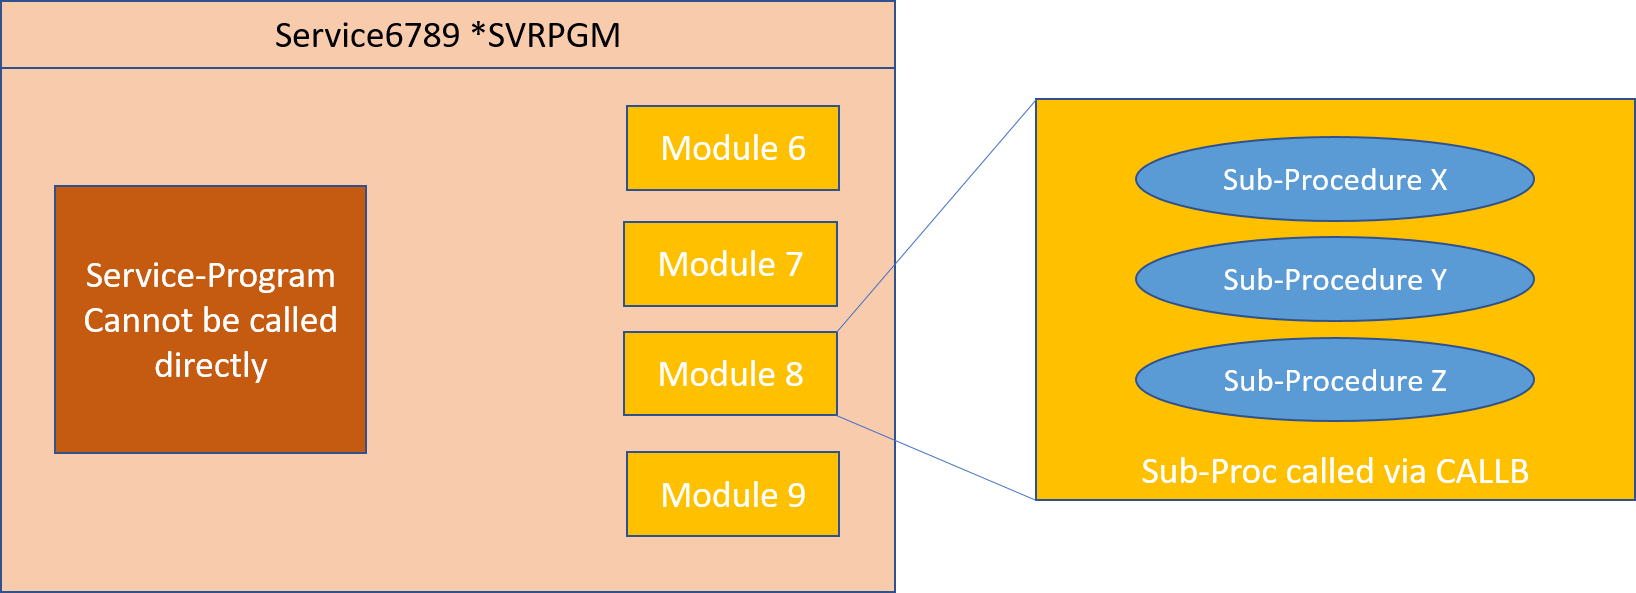 Service6789 *SVRPGM
Service-Program
Cannot be called
directly
Module 6
Module 7
Module 8
Module 9
Sub-Procedure X
Sub-Procedure Y
Sub-Procedure Z
Sub-Proc called via CALLB